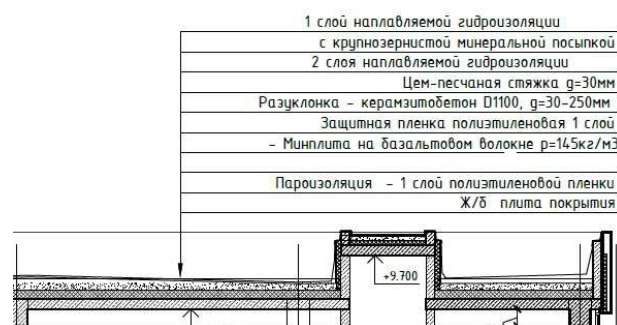 1 слой наплавляемой гидроизоляции
с крупнозернистой минеральной посыпкой
2 слоя наплавляемой гидроизоляции
Цем-песчаная стяжка g=30мм
Разуклонка - керамзитобетон D1100, g=30-250мм
Защитная пленка полиэтиленовая 1 слой
- Минплита на базальтовом волокне p=145кг/м3
Пароизоляция - 1 слой полиэтиленовой пленки
Ж/б плита покрытия
+9.700